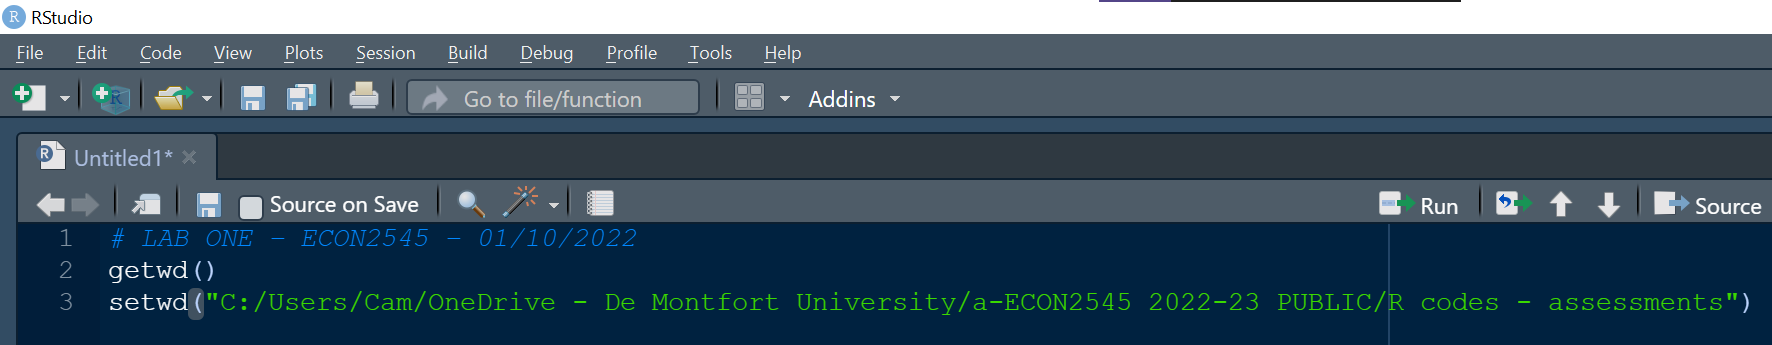 RStudio
File Edit Code View Plots Session Build Debug Profile Tools Help
Go to file/function Addins
Untitled1*
Source on Save Run Source
1 # LAB ONE – ECON2545 – 01/10/2022
2 getwd()
3 setwd("C:/Users/Cam/OneDrive - De Montfort University/a-ECON2545 2022-23 PUBLIC/R codes - assessments")